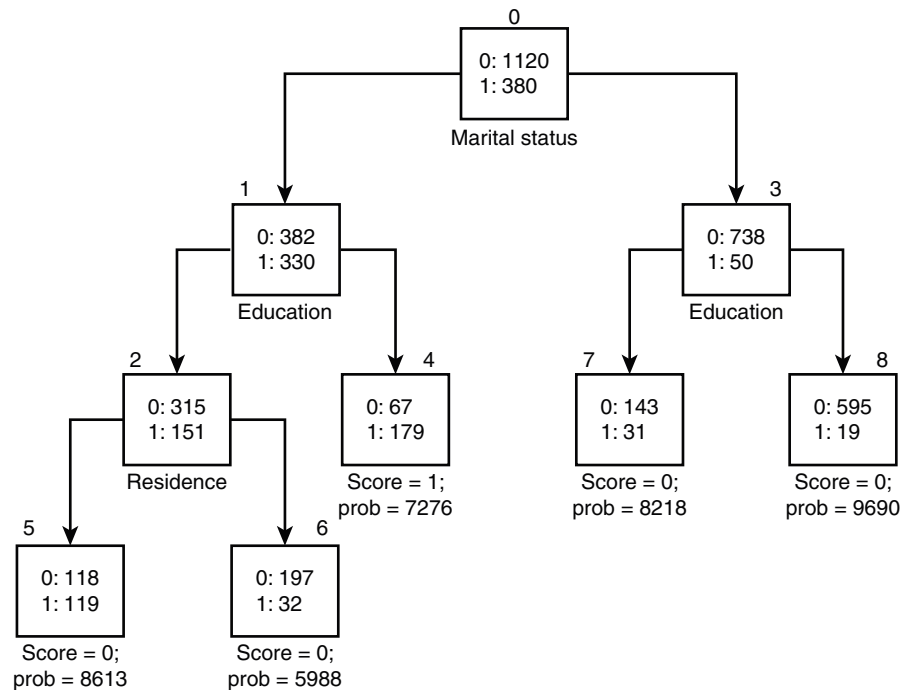 0
0: 1120
1: 380
Marital status
1
0: 382
1: 330
Education
3
0: 738
1: 50
Education
2
0: 315
1: 151
Residence
4
0: 67
1: 179
Score = 1;
prob = 7276
7
0: 143
1: 31
Score = 0;
prob = 8218
8
0: 595
1: 19
Score = 0;
prob = 9690
5
0: 118
1: 119
Score = 0;
prob = 8613
6
0: 197
1: 32
Score = 0;
prob = 5988